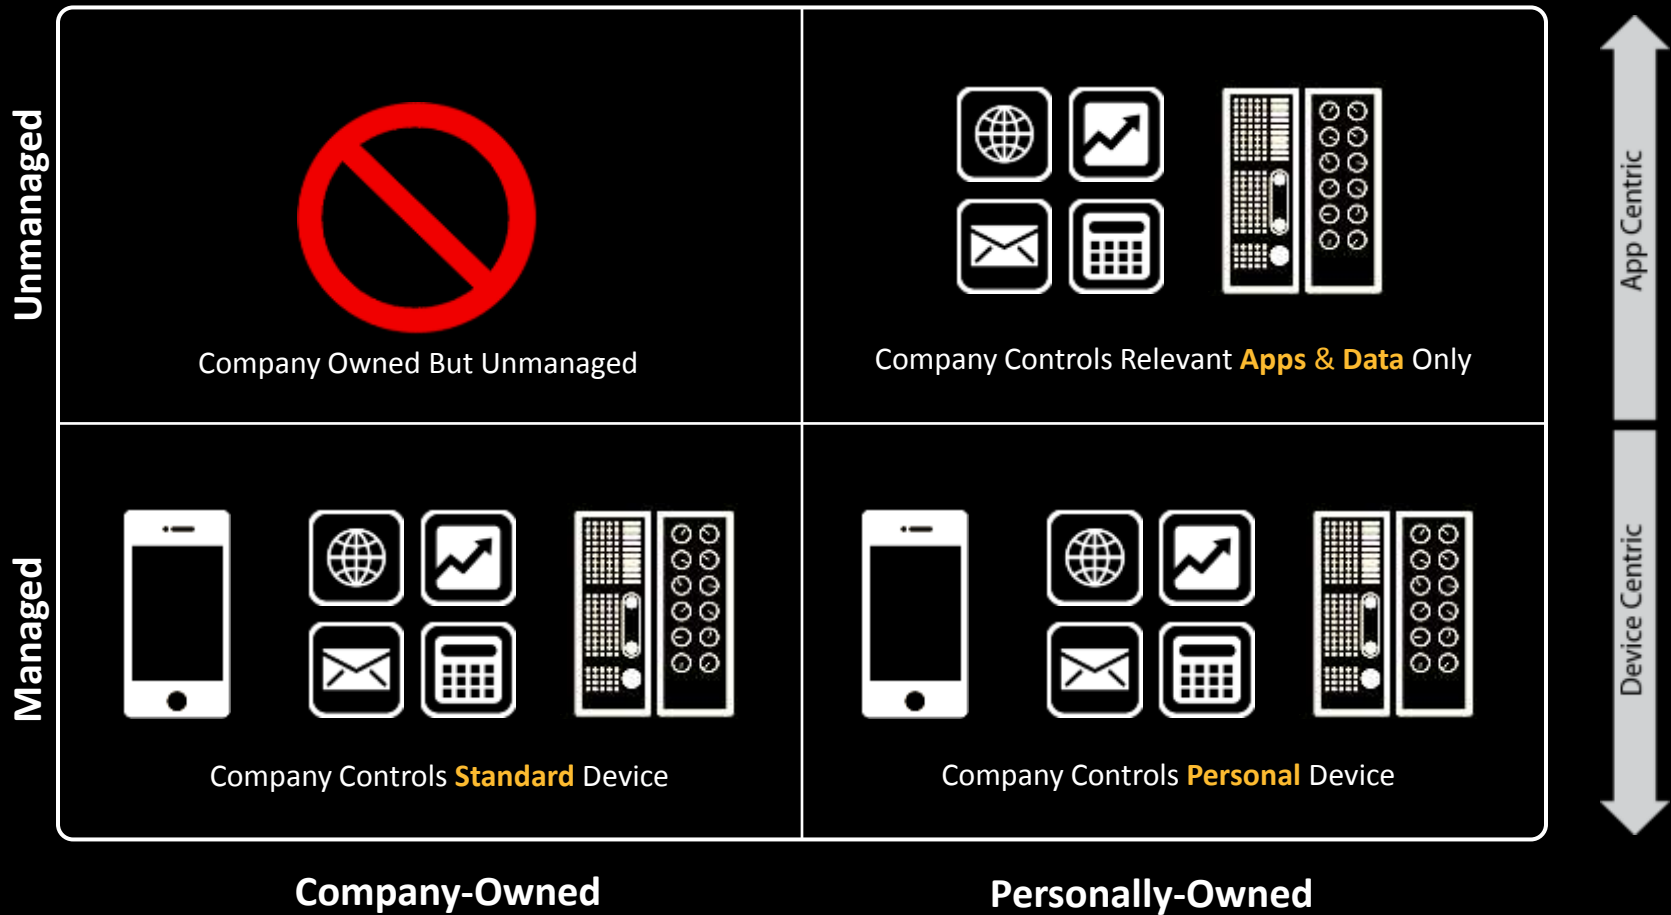 Unmanaged
Company Owned But Unmanaged
Company Controls Relevant Apps & Data Only
App Centric
Managed
Company Controls Standard Device
Company Controls Personal Device
Device Centric
Company-Owned
Personally-Owned